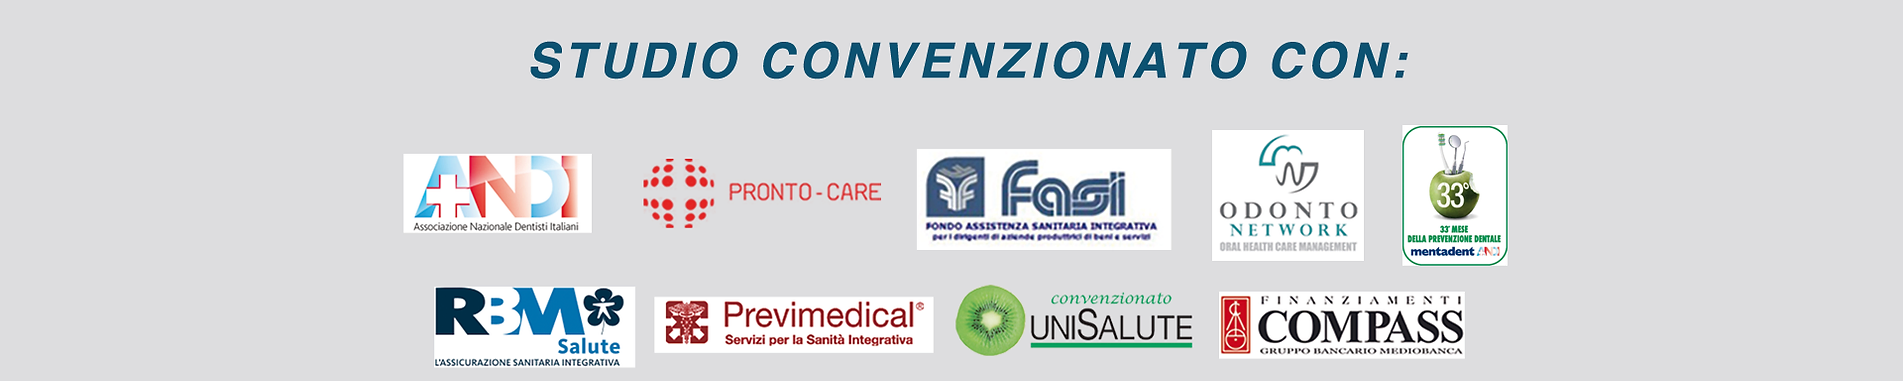 STUDIO CONVENZIONATO CON:
ANDI
Associazione Nazionale Dentisti Italiani
PRONTO-CARE
Fasi
FONDO ASSISTENZA SANITARIA INTEGRATIVA
per i dirigenti di aziende produttrici di beni e servizi
ODONTO
NETWORK
ORAL HEALTH CARE MANAGEMENT
33°
33° MESE
DELLA PREVENZIONE DENTALE
mentadent ANDI
RBM
Salute
L'ASSICURAZIONE SANITARIA INTEGRATIVA
Previmedical®
Servizi per la Sanità Integrativa
convenzionato
UNISALUTE
FINANZIAMENTI
COMPASS
GRUPPO BANCARIO MEDIOBANCA